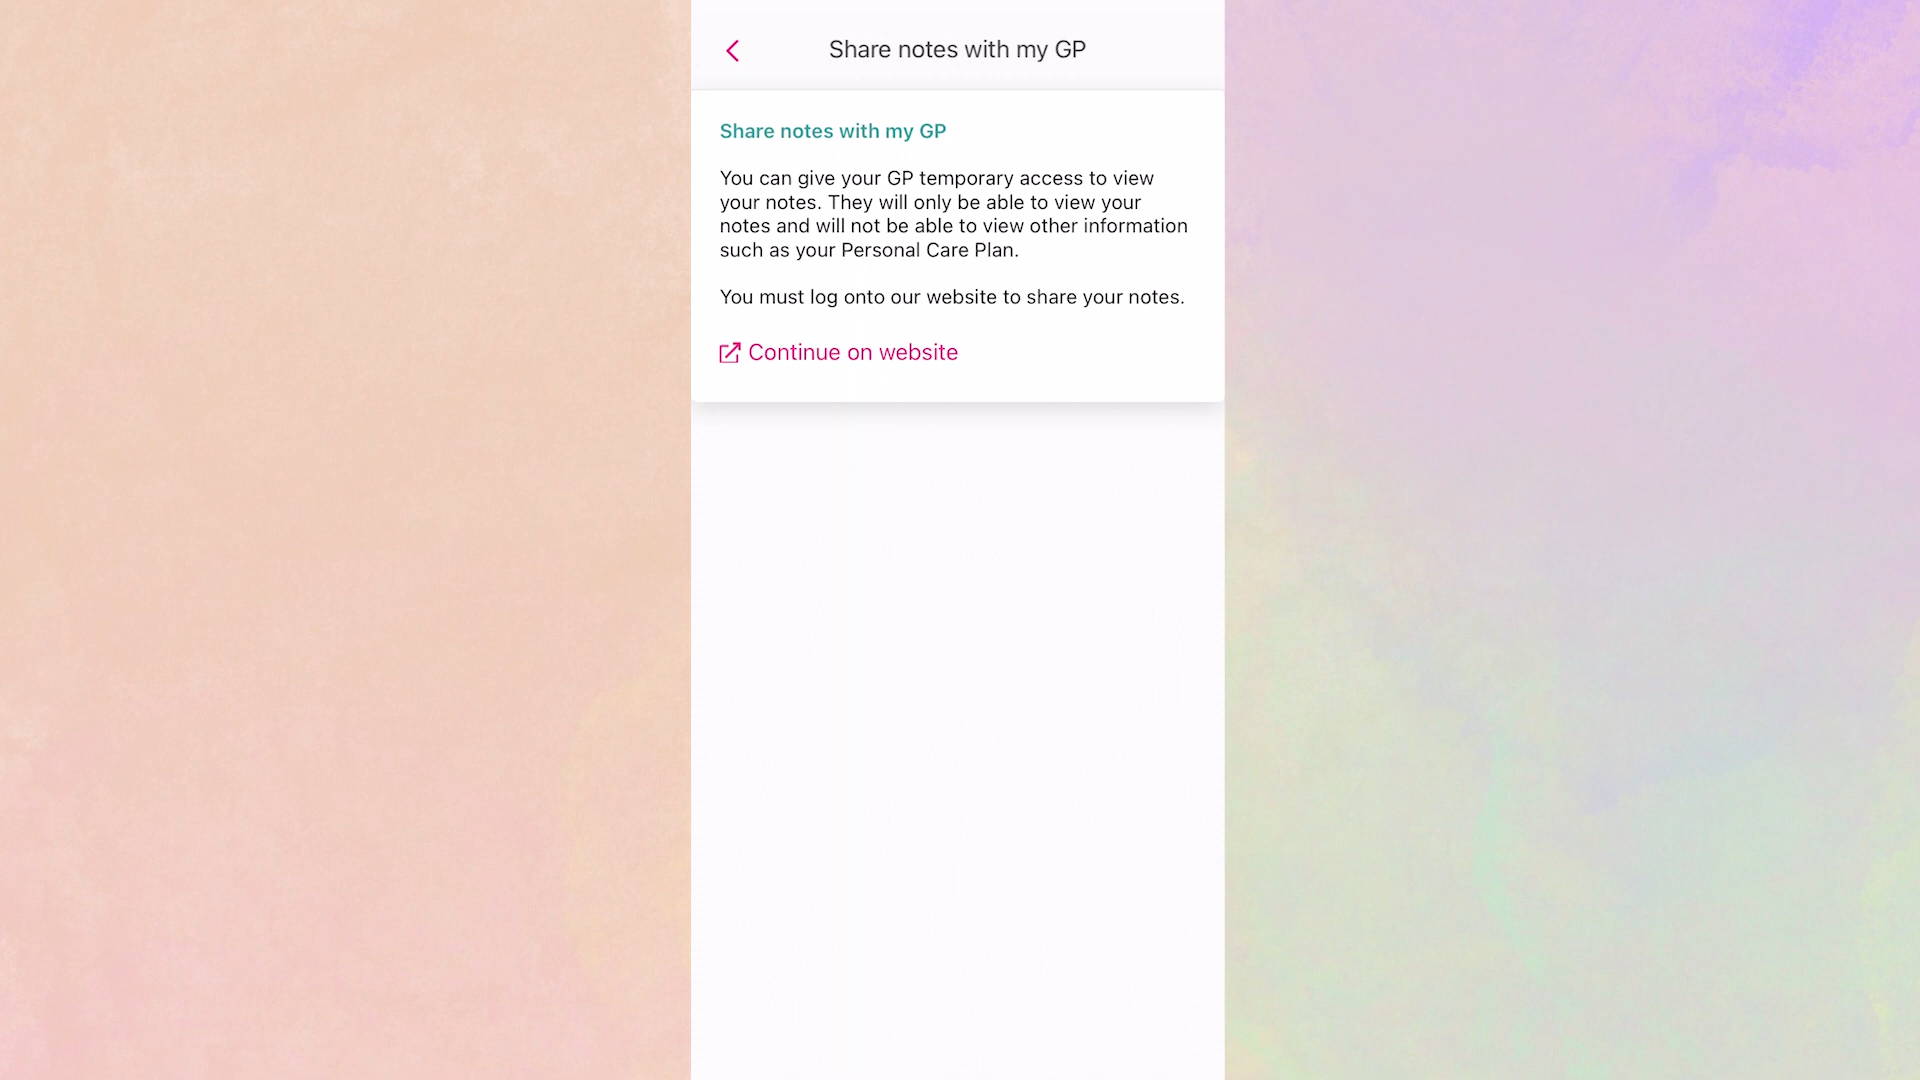 Share notes with my GP
Share notes with my GP
You can give your GP temporary access to view
your notes. They will only be able to view your
notes and will not be able to view other information
such as your Personal Care Plan.
You must log onto our website to share your notes.
Continue on website